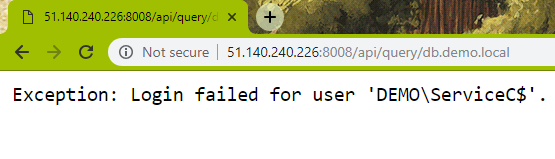 51.140.240.226:8008/api/query/d
Not secure | 51.140.240.226:8008/api/query/db.demo.local
Exception: Login failed for user 'DEMO\ServiceC$'.